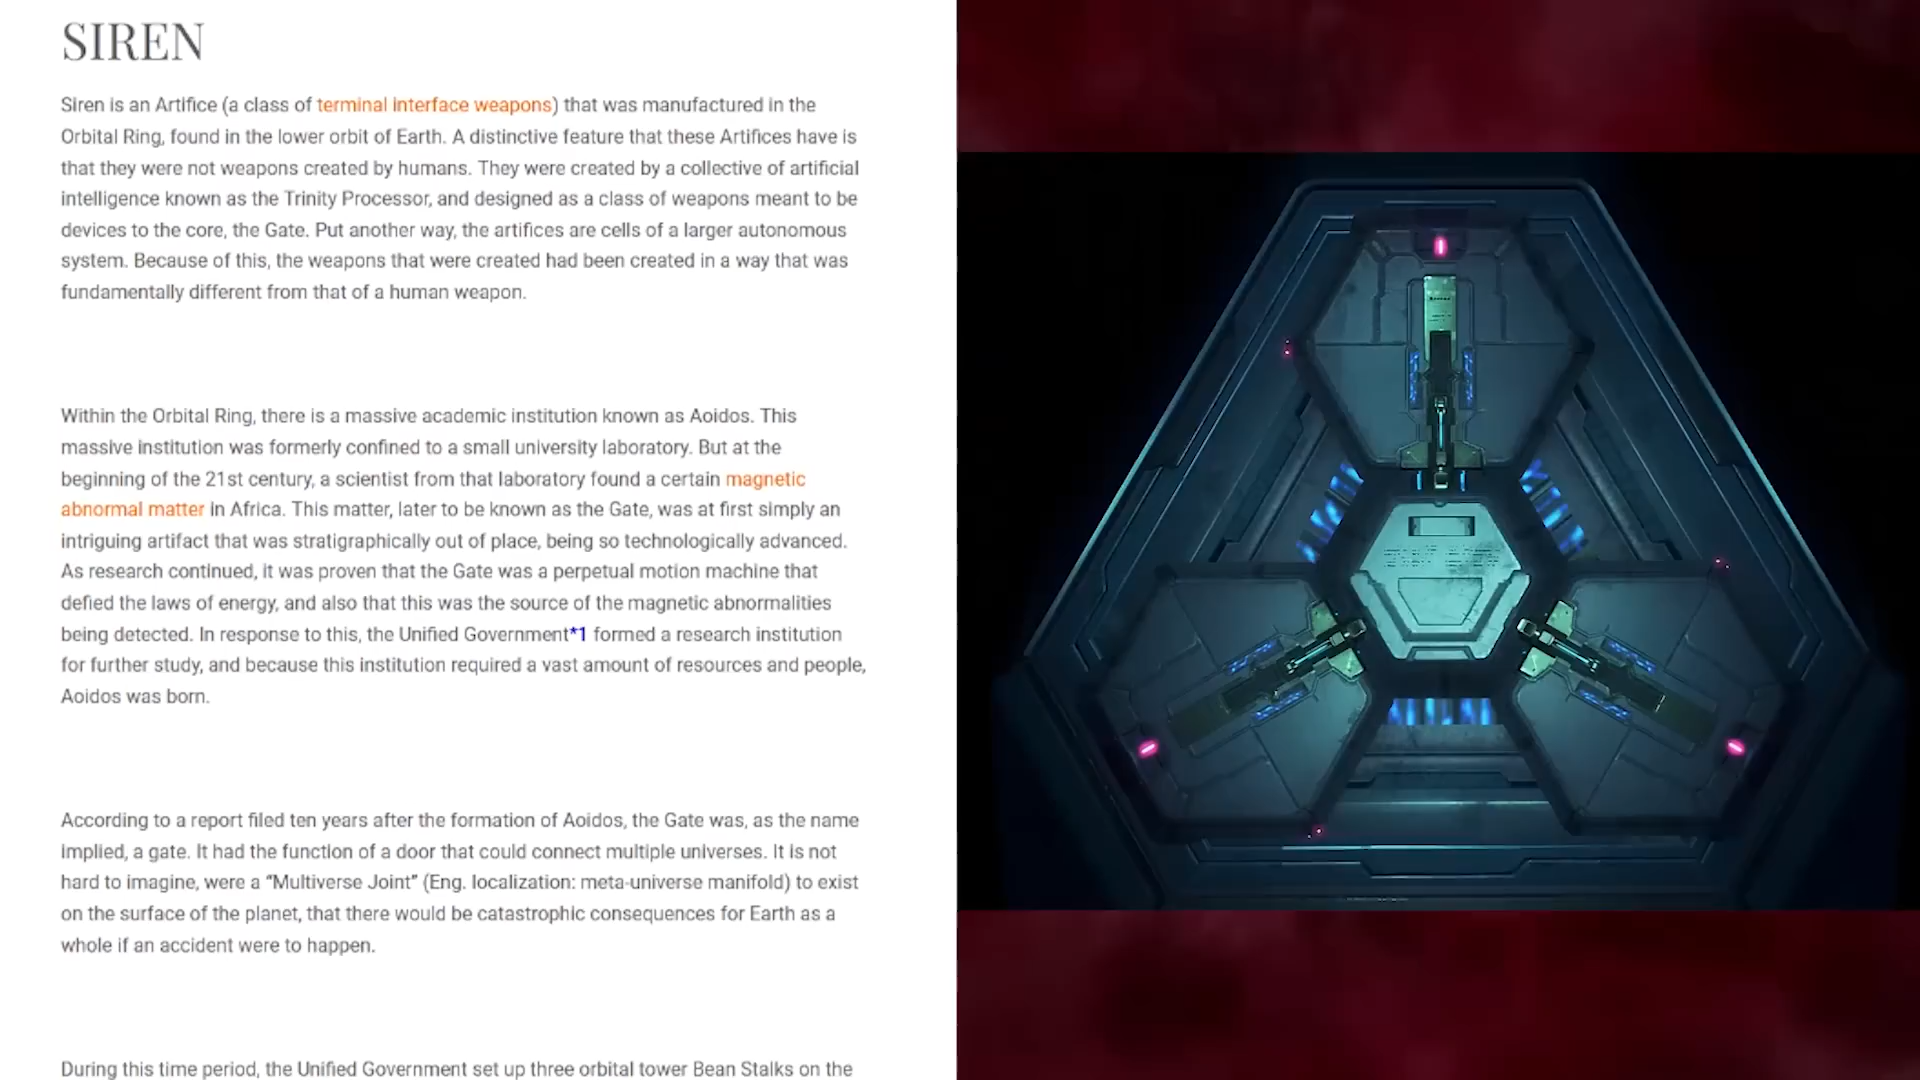 SIREN
Siren is an Artifice (a class of terminal interface weapons) that was manufactured in the
Orbital Ring, found in the lower orbit of Earth. A distinctive feature that these Artifices have is
that they were not weapons created by humans. They were created by a collective of artificial
intelligence known as the Trinity Processor, and designed as a class of weapons meant to be
devices to the core, the Gate. Put another way, the artifices are cells of a larger autonomous
system. Because of this, the weapons that were created had been created in a way that was
fundamentally different from that of a human weapon.
Within the Orbital Ring, there is a massive academic institution known as Aoidos. This
massive institution was formerly confined to a small university laboratory. But at the
beginning of the 21st century, a scientist from that laboratory found a certain magnetic
abnormal matter in Africa. This matter, later to be known as the Gate, was at first simply an
intriguing artifact that was stratigraphically out of place, being so technologically advanced.
As research continued, it was proven that the Gate was a perpetual motion machine that
defied the laws of energy, and also that this was the source of the magnetic abnormalities
being detected. In response to this, the Unified Government*1 formed a research institution
for further study, and because this institution required a vast amount of resources and people,
Aoidos was born.
According to a report filed ten years after the formation of Aoidos, the Gate was, as the name
implied, a gate. It had the function of a door that could connect multiple universes. It is not
hard to imagine, were a “Multiverse Joint” (Eng. localization: meta-universe manifold) to exist
on the surface of the planet, that there would be catastrophic consequences for Earth as a
whole if an accident were to happen.
During this time period, the Unified Government set up three orbital tower Bean Stalks on the